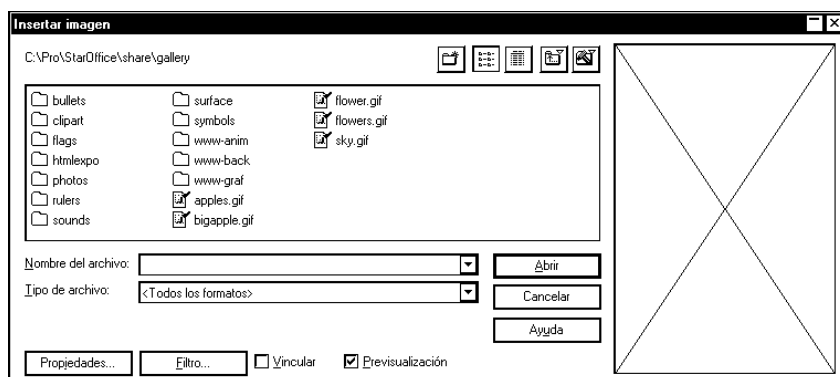 Insertar imagen
C:\Pro\StarOffice\share\gallery
bullets
clipart
flags
htmlexpo
photos
rulers
sounds
surface
symbols
www-anim
www-back
www-graf
apples.gif
bigapple.gif
flower.gif
flowers.gif
sky.gif
Nombre del archivo:
Abrir
Tipo de archivo: <Todos los formatos>
Cancelar
Ayuda
Propiedades... Filtro... Vincular Previsualización